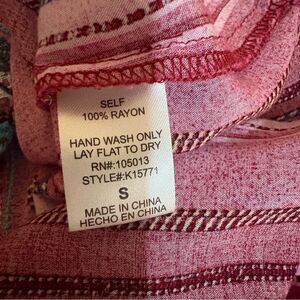 SELF
100% RAYON
HAND WASH ONLY
LAY FLAT TO DRY
RN#:105013
STYLE#:K15771
S
MADE IN CHINA
HECHO EN CHINA